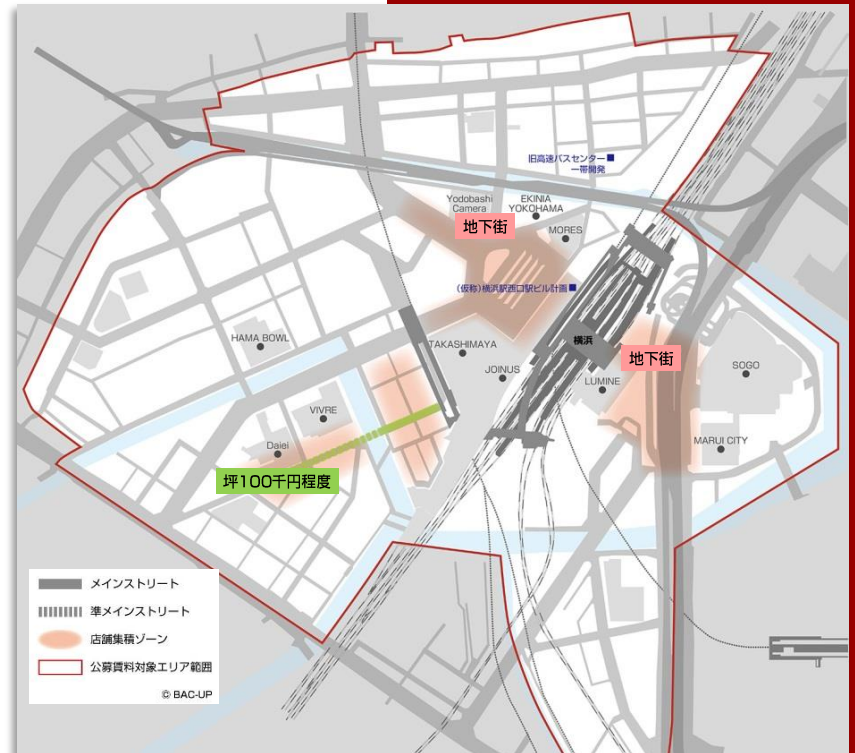 旧高速バスセンター
一帯開発
Yodobashi
Camera
EKINIA
YOKOHAMA
地下街
MORES
(仮称)横浜駅西口駅ビル計画
HAMA BOWL
TAKASHIMAYA
横浜
地下街
JOINUS
LUMINE
SOGO
VIVRE
Daiei
MARUI CITY
坪100千円程度
メインストリート
準メインストリート
店舗集積ゾーン
公募賃料対象エリア範囲
© BAC-UP